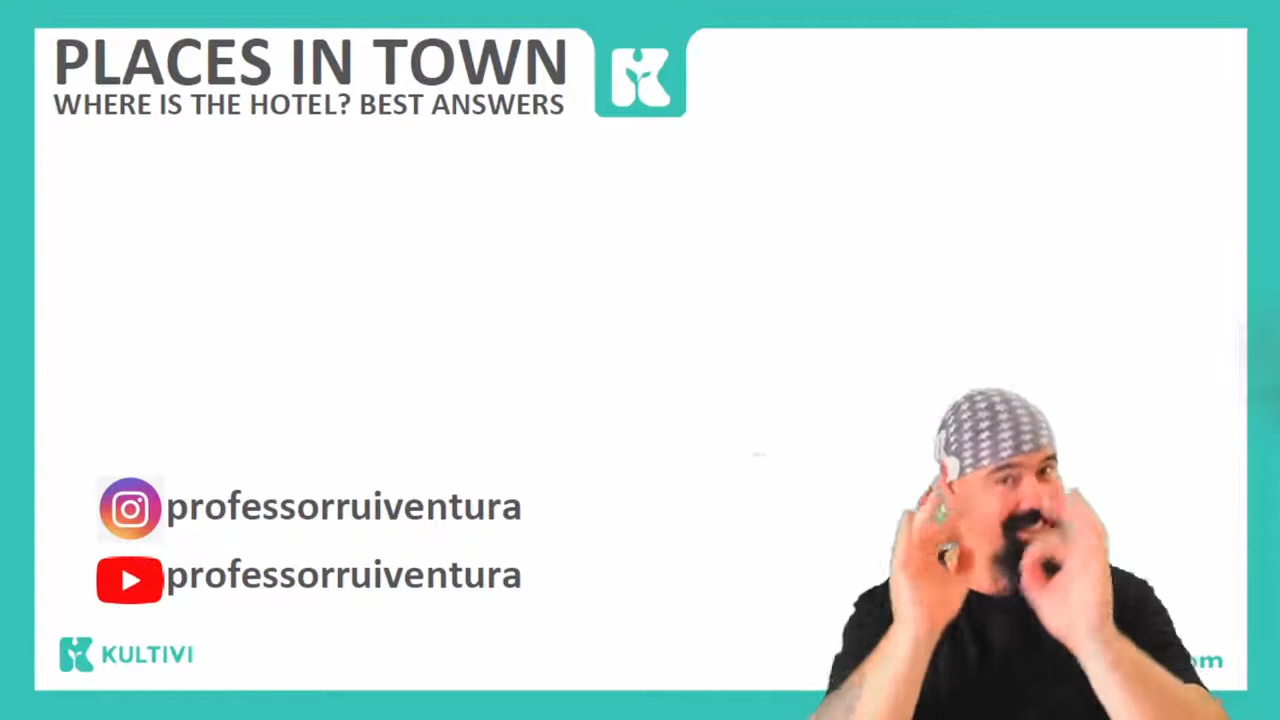 PLACES IN TOWN
WHERE IS THE HOTEL? BEST ANSWERS
professorruiventura
professorruiventura
KULTIVI